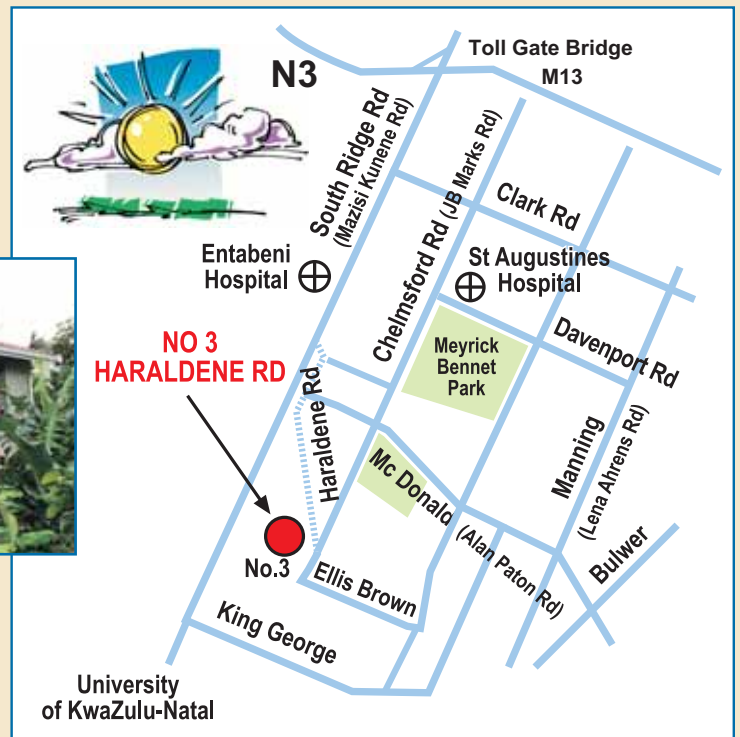 N3
Toll Gate Bridge
M13
South Ridge Rd
(Mazisi Kunene Rd)
Chelmsford Rd (JB Marks Rd)
Clark Rd
Entabeni
Hospital
St Augustines
Hospital
Davenport Rd
NO 3
HARALDENE RD
Meyrick
Bennet
Park
Haraldene Rd
Manning
(Lena Ahrens Rd)
Mc Donald (Alan Paton Rd)
Bulwer
No.3
Ellis Brown
King George
University
of KwaZulu-Natal